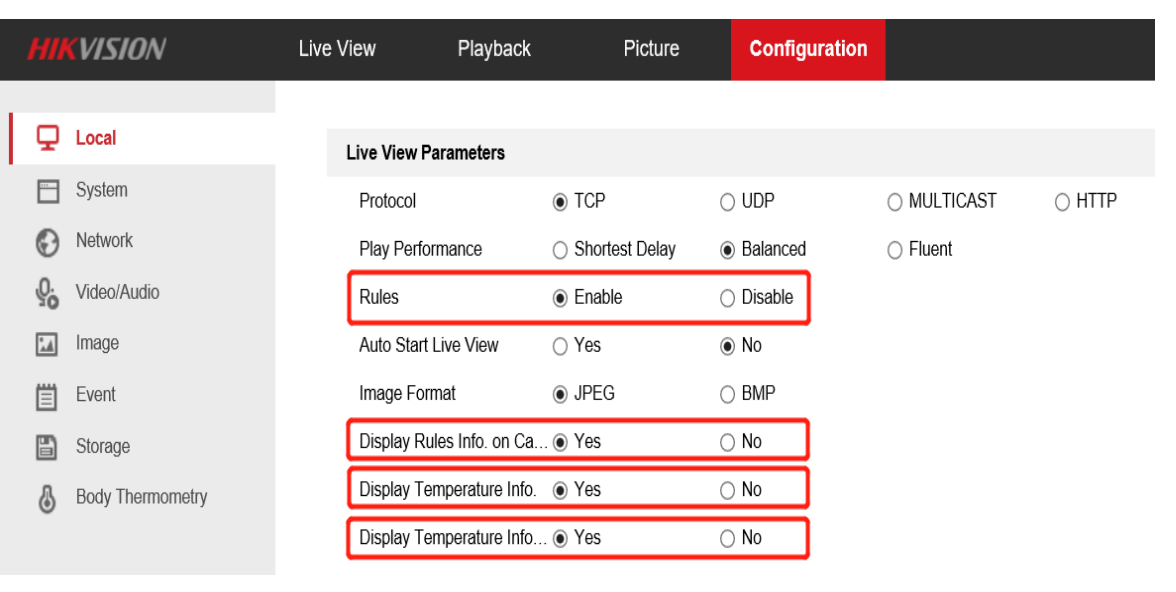 HIKVISION Live View Playback Picture Configuration
Local
System
Network
Video/Audio
Image
Event
Storage
Body Thermometry
Live View Parameters
Protocol TCP UDP MULTICAST HTTP
Play Performance Shortest Delay Balanced Fluent
Rules Enable Disable
Auto Start Live View Yes No
Image Format JPEG BMP
Display Rules Info. on Ca... Yes No
Display Temperature Info. Yes No
Display Temperature Info... Yes No